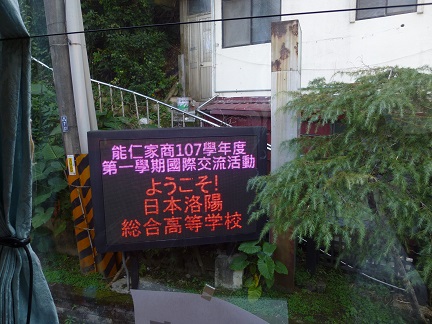 能仁家商107學年度
第一學期國際交流活動
ようこそ!
日本洛陽
総合高等学校